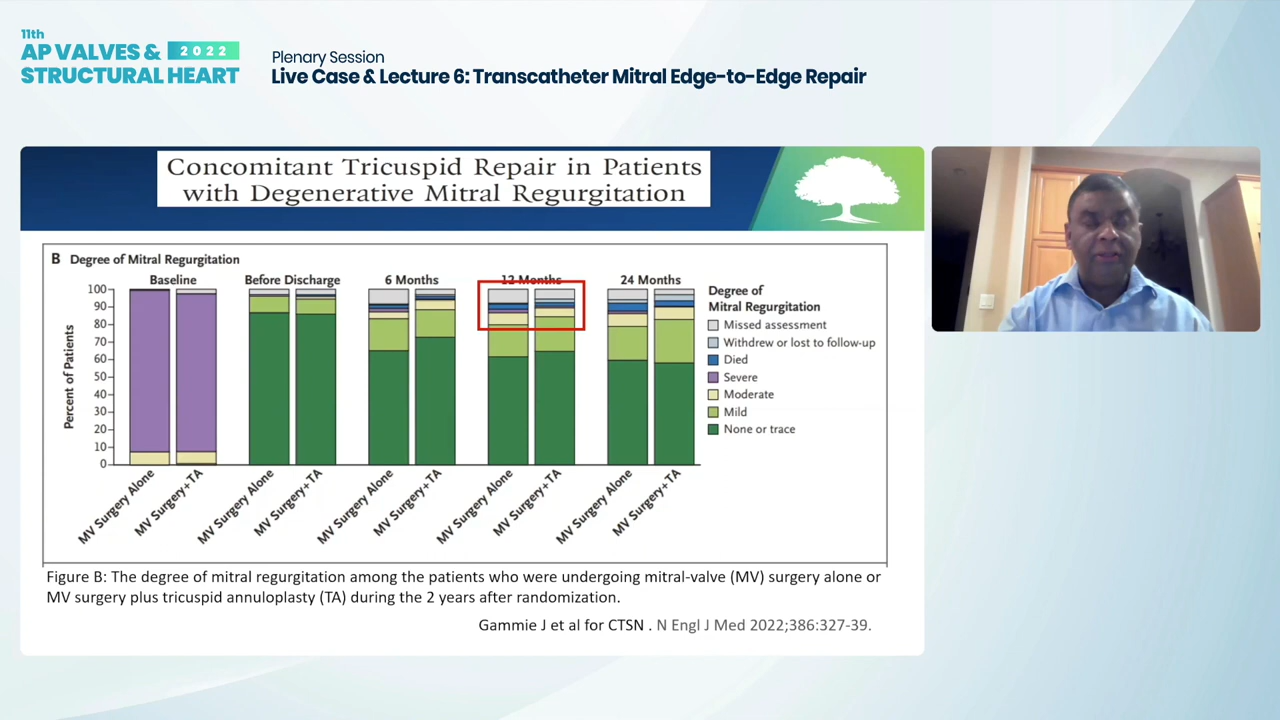 11th
AP VALVES & 2022
STRUCTURAL HEART
Plenary Session
Live Case & Lecture 6: Transcatheter Mitral Edge-to-Edge Repair
Concomitant Tricuspid Repair in Patients
with Degenerative Mitral Regurgitation
B Degree of Mitral Regurgitation
Baseline
Before Discharge
6 Months
12 Months
24 Months
Percent of Patients
100
90
80
70
60
50
40
30
20
10
0
MV Surgery Alone
MV Surgery+TA
MV Surgery Alone
MV Surgery+TA
MV Surgery Alone
MV Surgery+TA
MV Surgery Alone
MV Surgery+TA
MV Surgery Alone
MV Surgery+TA
Degree of
Mitral Regurgitation
Missed assessment
Withdrew or lost to follow-up
Died
Severe
Moderate
Mild
None or trace
Figure B: The degree of mitral regurgitation among the patients who were undergoing mitral-valve (MV) surgery alone or
MV surgery plus tricuspid annuloplasty (TA) during the 2 years after randomization.
Gammie J et al for CTSN . N Engl J Med 2022;386:327-39.